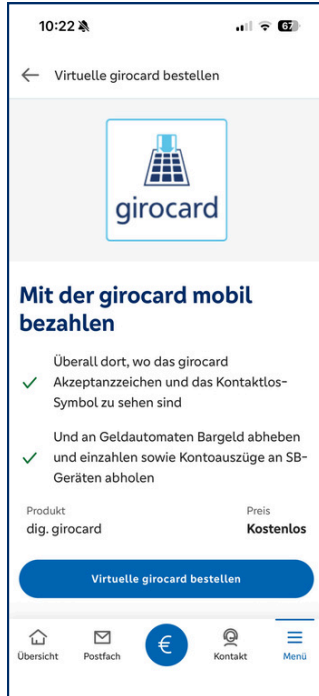 10:22
67
Virtuelle girocard bestellen
girocard
Mit der girocard mobil
bezahlen
Überall dort, wo das girocard
Akzeptanzzeichen und das Kontaktlos-
Symbol zu sehen sind
Und an Geldautomaten Bargeld abheben
und einzahlen sowie Kontoauszüge an SB-
Geräten abholen
Produkt
Preis
dig. girocard
Kostenlos
Virtuelle girocard bestellen
€
Übersicht
Postfach
Kontakt
Menü